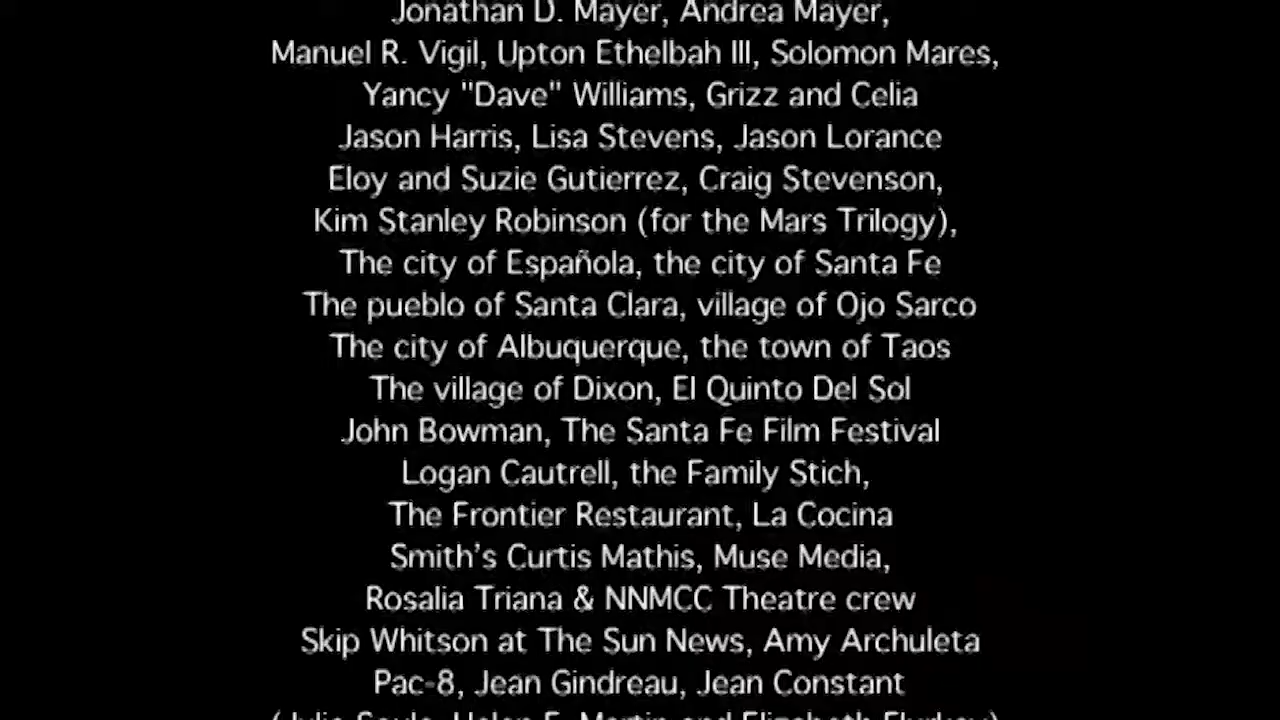 Jonathan D. Mayer, Andrea Mayer,
Manuel R. Vigil, Upton Ethelbah III, Solomon Mares,
Yancy "Dave" Williams, Grizz and Celia
Jason Harris, Lisa Stevens, Jason Lorance
Eloy and Suzie Gutierrez, Craig Stevenson,
Kim Stanley Robinson (for the Mars Trilogy),
The city of Española, the city of Santa Fe
The pueblo of Santa Clara, village of Ojo Sarco
The city of Albuquerque, the town of Taos
The village of Dixon, El Quinto Del Sol
John Bowman, The Santa Fe Film Festival
Logan Cautrell, the Family Stich,
The Frontier Restaurant, La Cocina
Smith's Curtis Mathis, Muse Media,
Rosalia Triana & NNMCC Theatre crew
Skip Whitson at The Sun News, Amy Archuleta
Pac-8, Jean Gindreau, Jean Constant
Helen E. Martin and Elizabeth